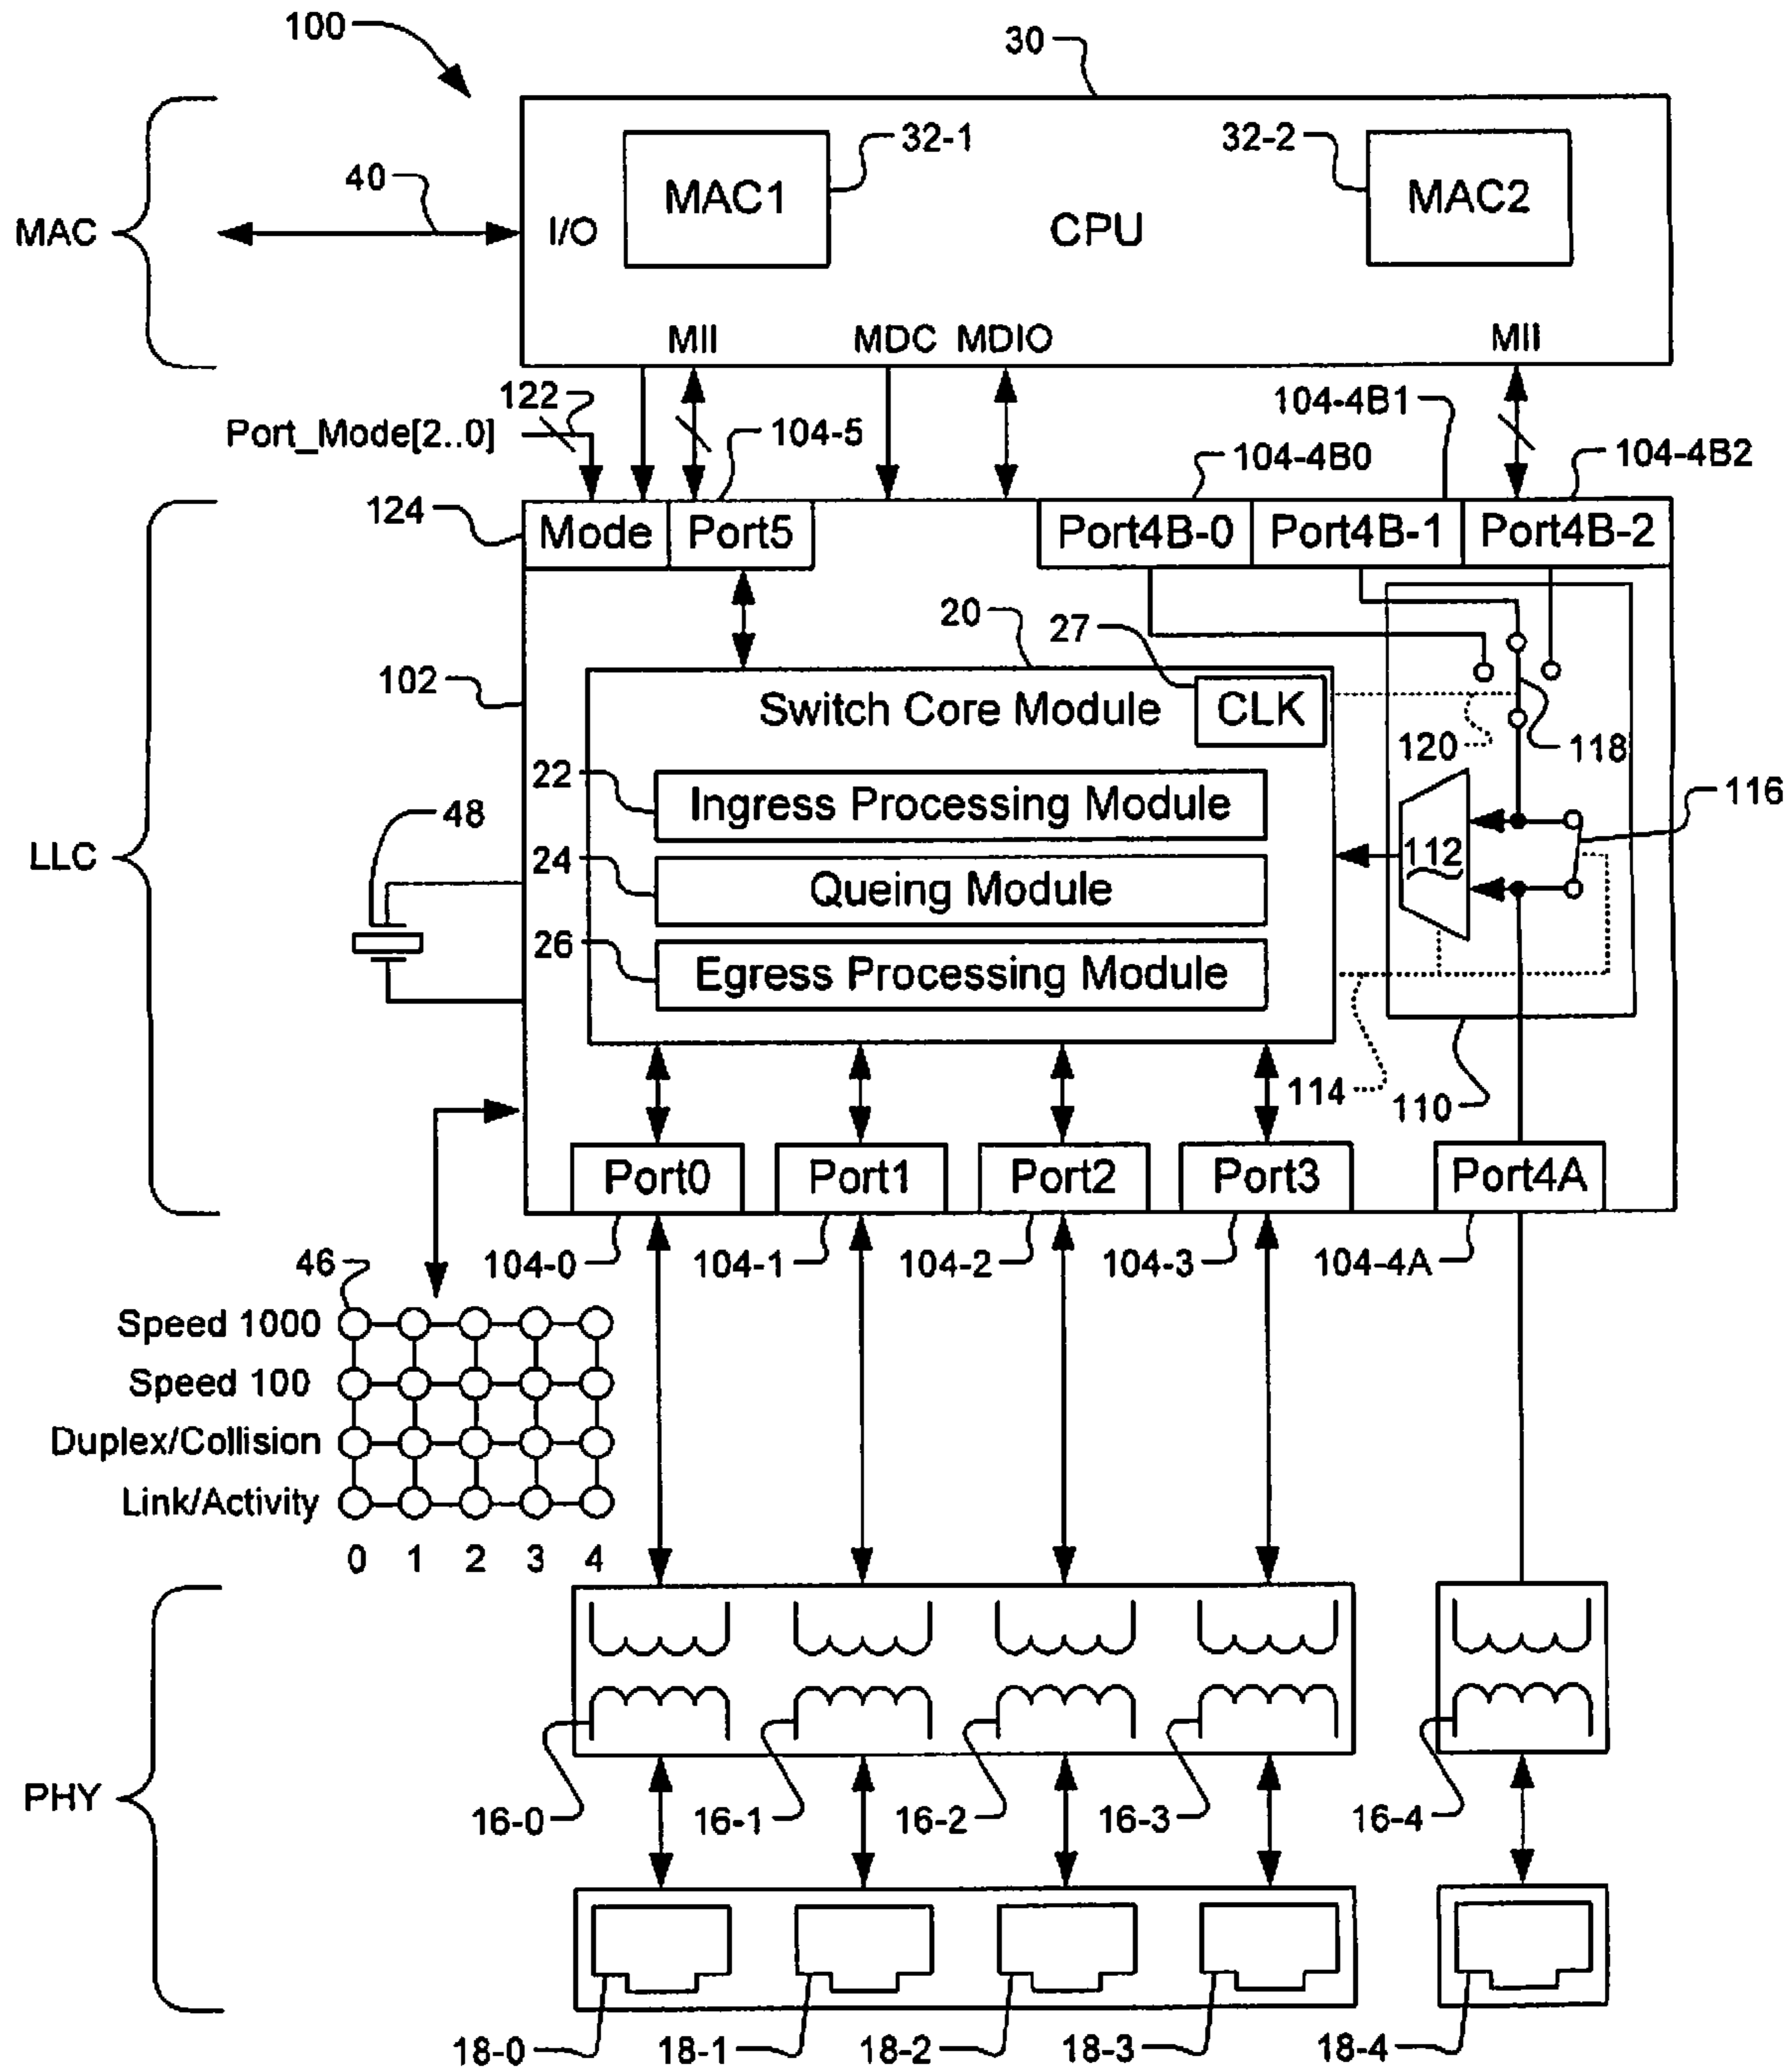 100
30
MAC
40
I/O
MAC1
32-1
32-2
MAC2
CPU
MII
MDC
MDIO
MII
122
Port_Mode[2..0]
104-5
104-4B0
104-4B1
104-4B2
124
Mode
Port5
Port4B-0
Port4B-1
Port4B-2
LLC
102
20
27
Switch Core Module
CLK
120
118
116
22
Ingress Processing Module
112
24
Queing Module
26
Egress Processing Module
48
114
110
Port0
Port1
Port2
Port3
Port4A
104-0
104-1
104-2
104-3
104-4A
46
Speed 1000
Speed 100
Duplex/Collision
Link/Activity
0 1 2 3 4
PHY
16-0
16-1
16-2
16-3
16-4
18-0
18-1
18-2
18-3
18-4